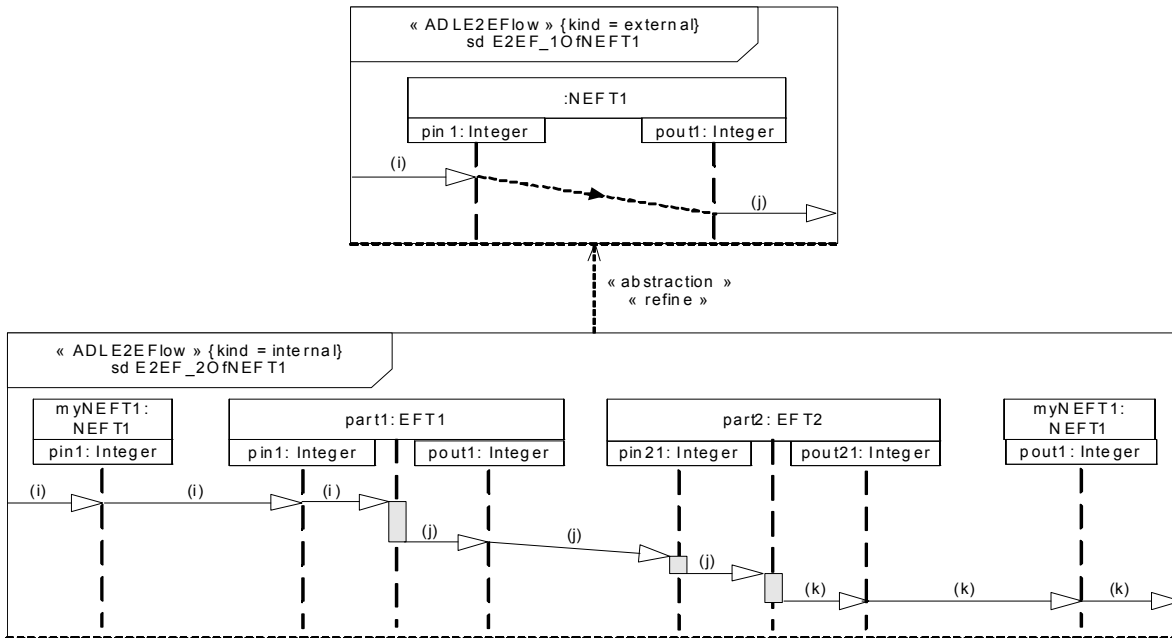 « ADLE2EFlow » {kind = external}
sd E2EF_1OfNEFT1
:NEFT1
pin1: Integer
pout1: Integer
(i)
(j)
« abstraction »
« refine »
« ADLE2EFlow » {kind = internal}
sd E2EF_2OfNEFT1
myNEFT1:
NEFT1
pin1: Integer
part1: EFT1
pin1: Integer
pout1: Integer
part2: EFT2
pin21: Integer
pout21: Integer
myNEFT1:
NEFT1
pout1: Integer
(i)
(i)
(i)
(j)
(j)
(j)
(k)
(k)
(k)